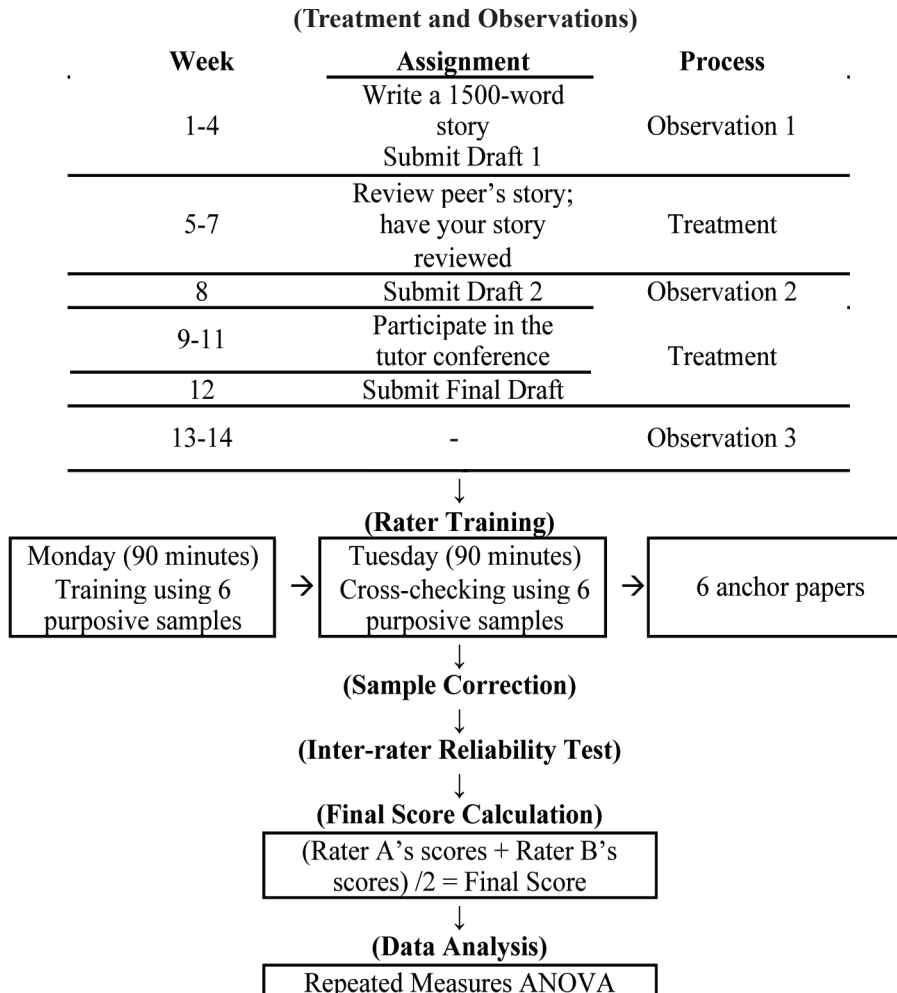 (Treatment and Observations)
Week Assignment Process
1-4 Write a 1500-word
story
Submit Draft 1 Observation 1
5-7 Review peer’s story;
have your story
reviewed Treatment
8 Submit Draft 2 Observation 2
9-11 Participate in the
tutor conference Treatment
12 Submit Final Draft
13-14 - Observation 3
↓
(Rater Training)
Monday (90 minutes)
Training using 6
purposive samples
→
Tuesday (90 minutes)
Cross-checking using 6
purposive samples
→
6 anchor papers
↓
(Sample Correction)
↓
(Inter-rater Reliability Test)
↓
(Final Score Calculation)
(Rater A’s scores + Rater B’s
scores) /2 = Final Score
↓
(Data Analysis)
Repeated Measures ANOVA